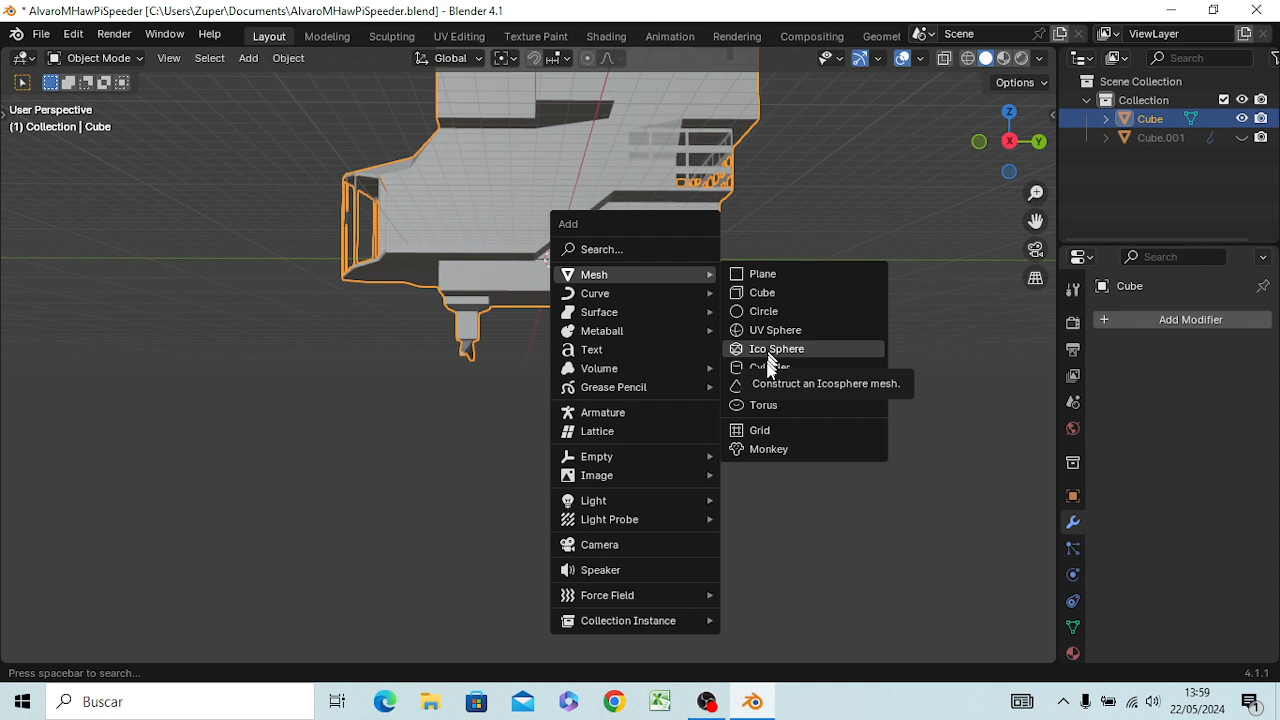 * AlvaroMHawPiSpeeder [C:\Users\Zuper\Documents\AlvaroMHawPiSpeeder.blend] - Blender 4.1
File Edit Render Window Help
Layout Modeling Sculpting UV Editing Texture Paint Shading Animation Rendering Compositing Geomet
Scene
ViewLayer
Object Mode
View Select Add Object
Global
Search
Options
User Perspective
(1) Collection | Cube
Z
X
Y
Scene Collection
Collection
Cube
Cube.001
Search
Cube
Add Modifier
Add
Search...
Mesh
Curve
Surface
Metaball
Text
Volume
Grease Pencil
Armature
Lattice
Empty
Image
Light
Light Probe
Camera
Speaker
Force Field
Collection Instance
Plane
Cube
Circle
UV Sphere
Ico Sphere
Construct an Icosphere mesh.
Torus
Grid
Monkey
Press spacebar to search...
4.1.1
Buscar
13:59
22/05/2024
1